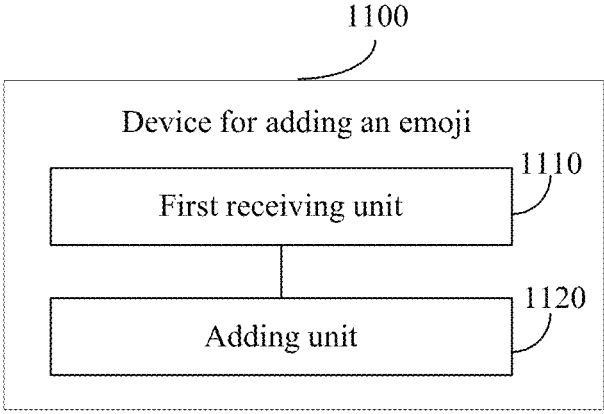 1100
Device for adding an emoji
1110
First receiving unit
1120
Adding unit